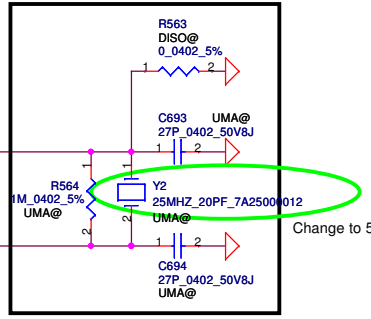 R563
DISO@
0_0402_5%
1 2
C693 UMA@
27P_0402_50V8J
1 2
1 1
R564 Y2
1M_0402_5% 25MHZ_20PF_7A25000012
UMA@ UMA@
2 2
Change to 5
1 2
C694
27P_0402_50V8J
UMA@